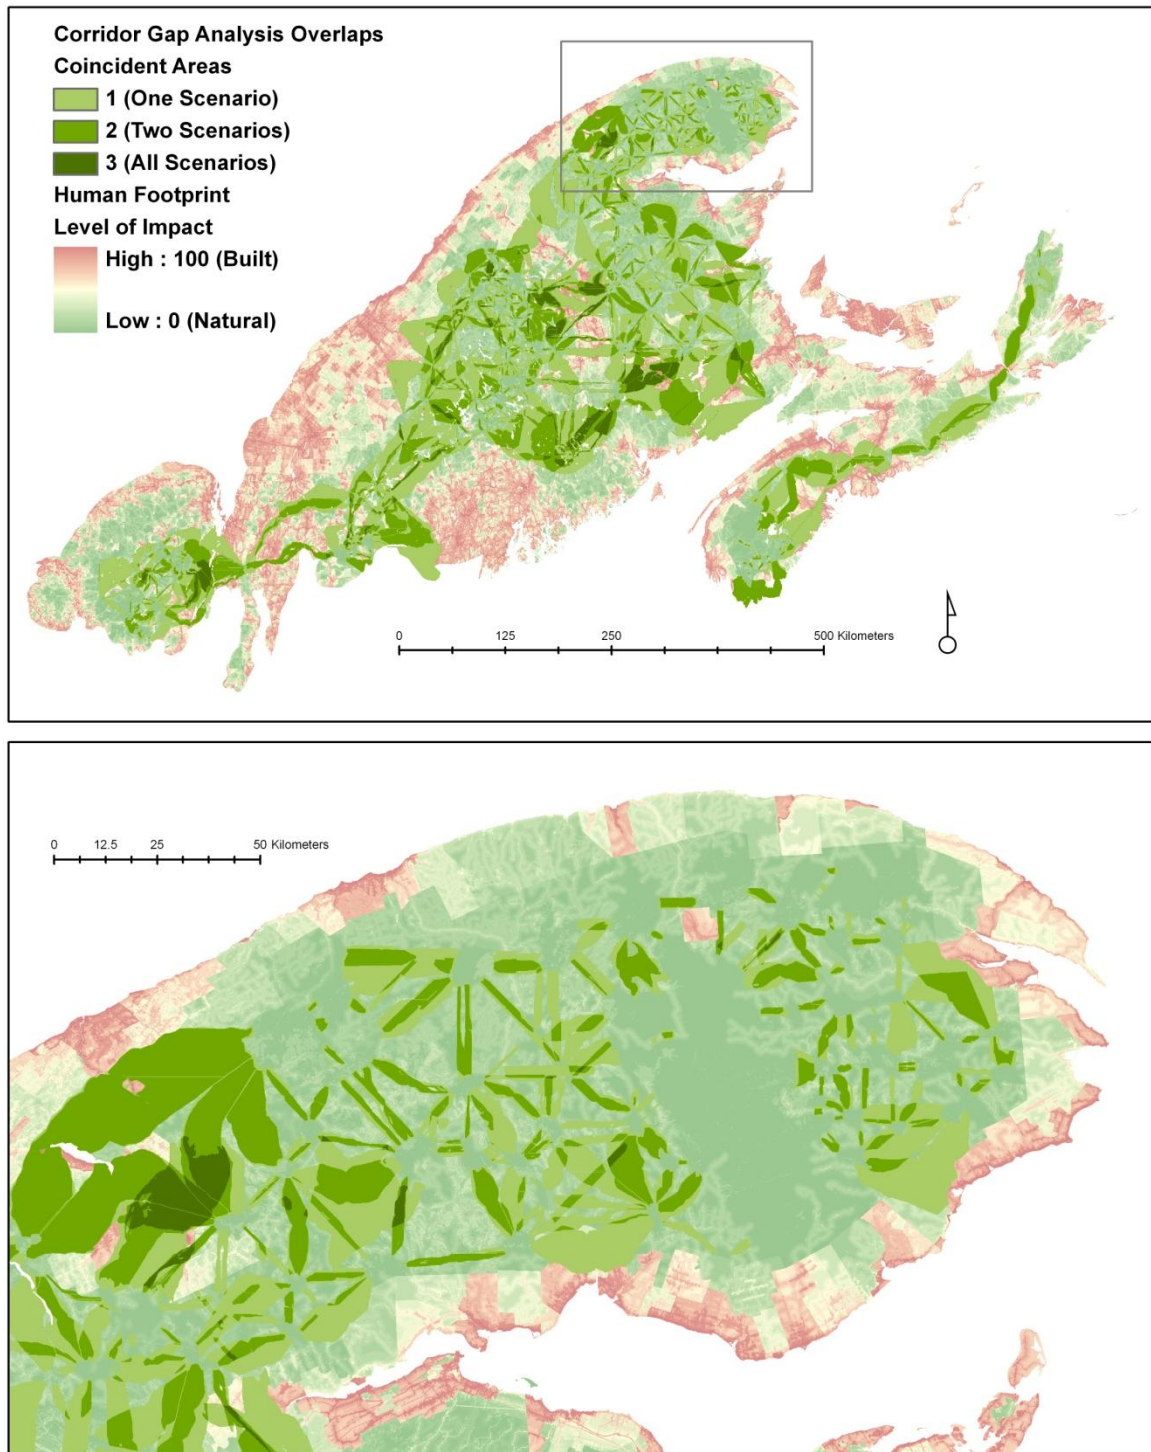 Corridor Gap Analysis Overlaps
Coincident Areas
1 (One Scenario)
2 (Two Scenarios)
3 (All Scenarios)
Human Footprint
Level of Impact
High : 100 (Built)
Low : 0 (Natural)
0 125 250 500 Kilometers
0 12.5 25 50 Kilometers